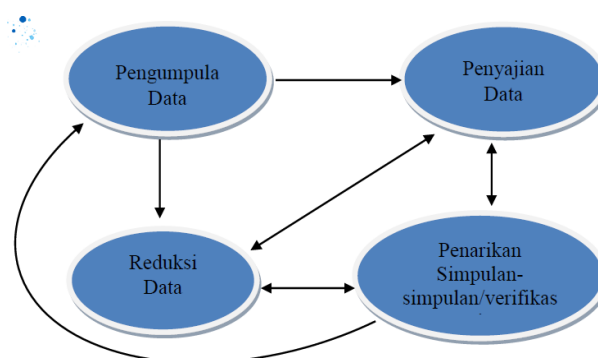 Pengumpula
Data
Penyajian
Data
Reduksi
Data
Penarikan
Simpulan-
simpulan/verifikas